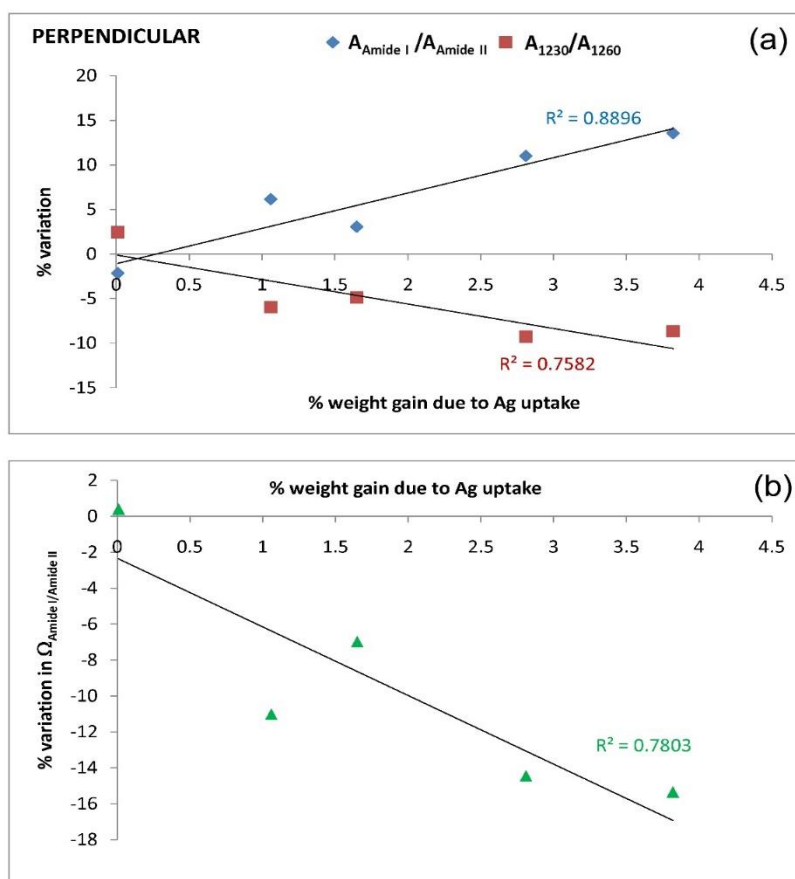 PERPENDICULAR
A Amide I /A Amide II
A1230/A1260
(a)
20
15
10
5
0
-5
-10
-15
% variation
R² = 0.8896
0 0.5 1 1.5 2 2.5 3 3.5 4 4.5
R² = 0.7582
% weight gain due to Ag uptake
(b)
% weight gain due to Ag uptake
2
0
-2
-4
-6
-8
-10
-12
-14
-16
-18
% variation in Ω Amide I/Amide II
0 0.5 1 1.5 2 2.5 3 3.5 4 4.5
R² = 0.7803